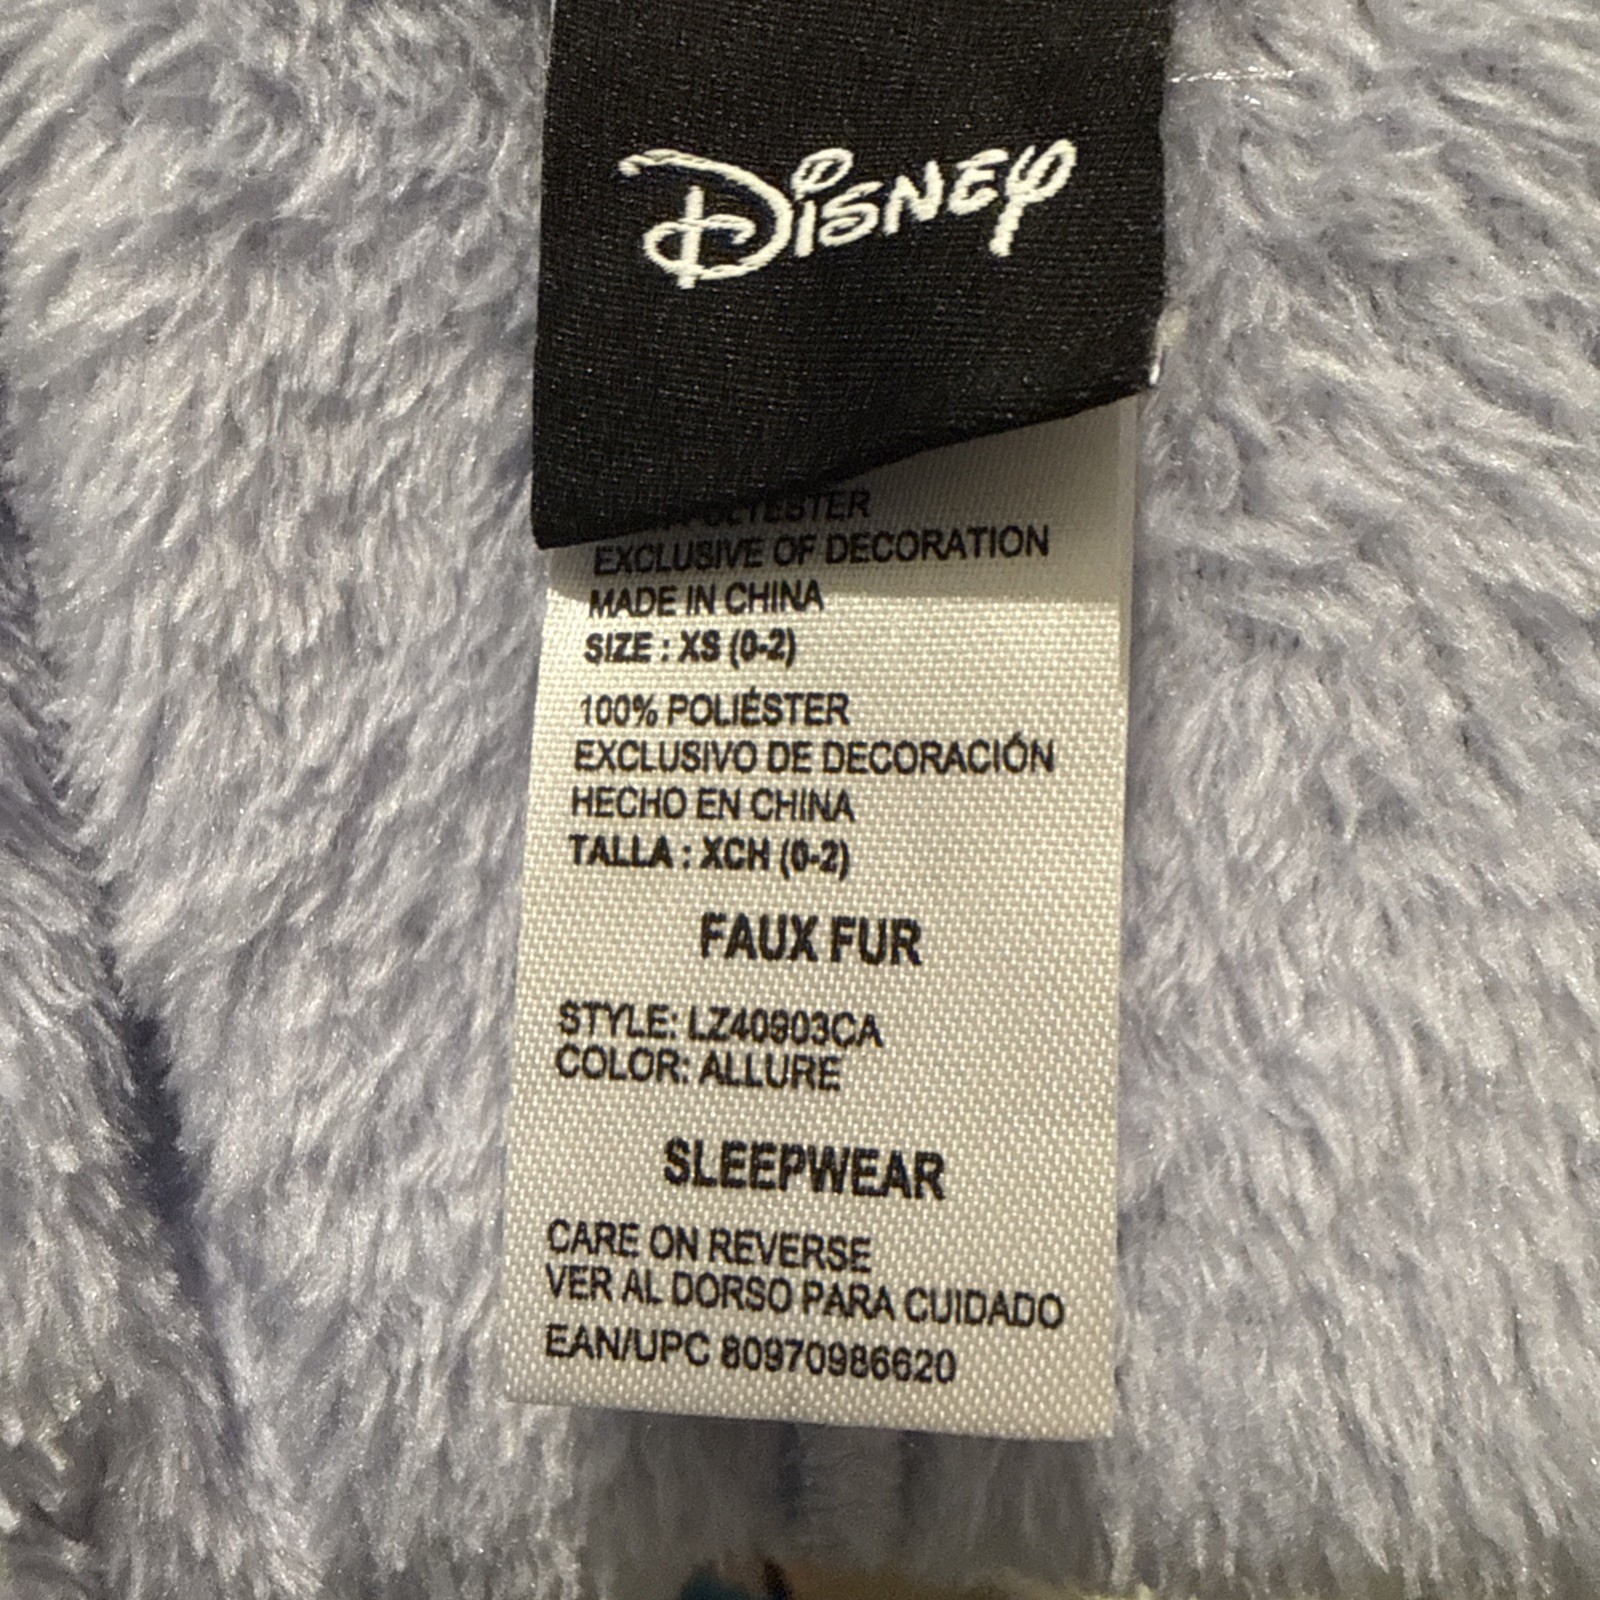 Disney
POLYESTER
EXCLUSIVE OF DECORATION
MADE IN CHINA
SIZE : XS (0-2)
100% POLIÉSTER
EXCLUSIVO DE DECORACIÓN
HECHO EN CHINA
TALLA : XCH (0-2)
FAUX FUR
STYLE: LZ40903CA
COLOR: ALLURE
SLEEPWEAR
CARE ON REVERSE
VER AL DORSO PARA CUIDADO
EAN/UPC 80970986620